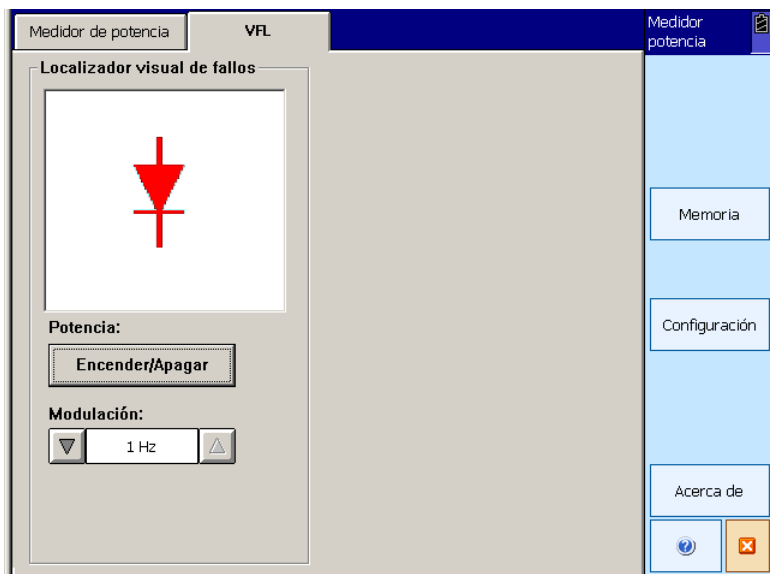 Medidor de potencia
VFL
Localizador visual de fallos
Potencia:
Encender/Apagar
Modulación:
1 Hz
Medidor
potencia
Memoria
Configuración
Acerca de
?